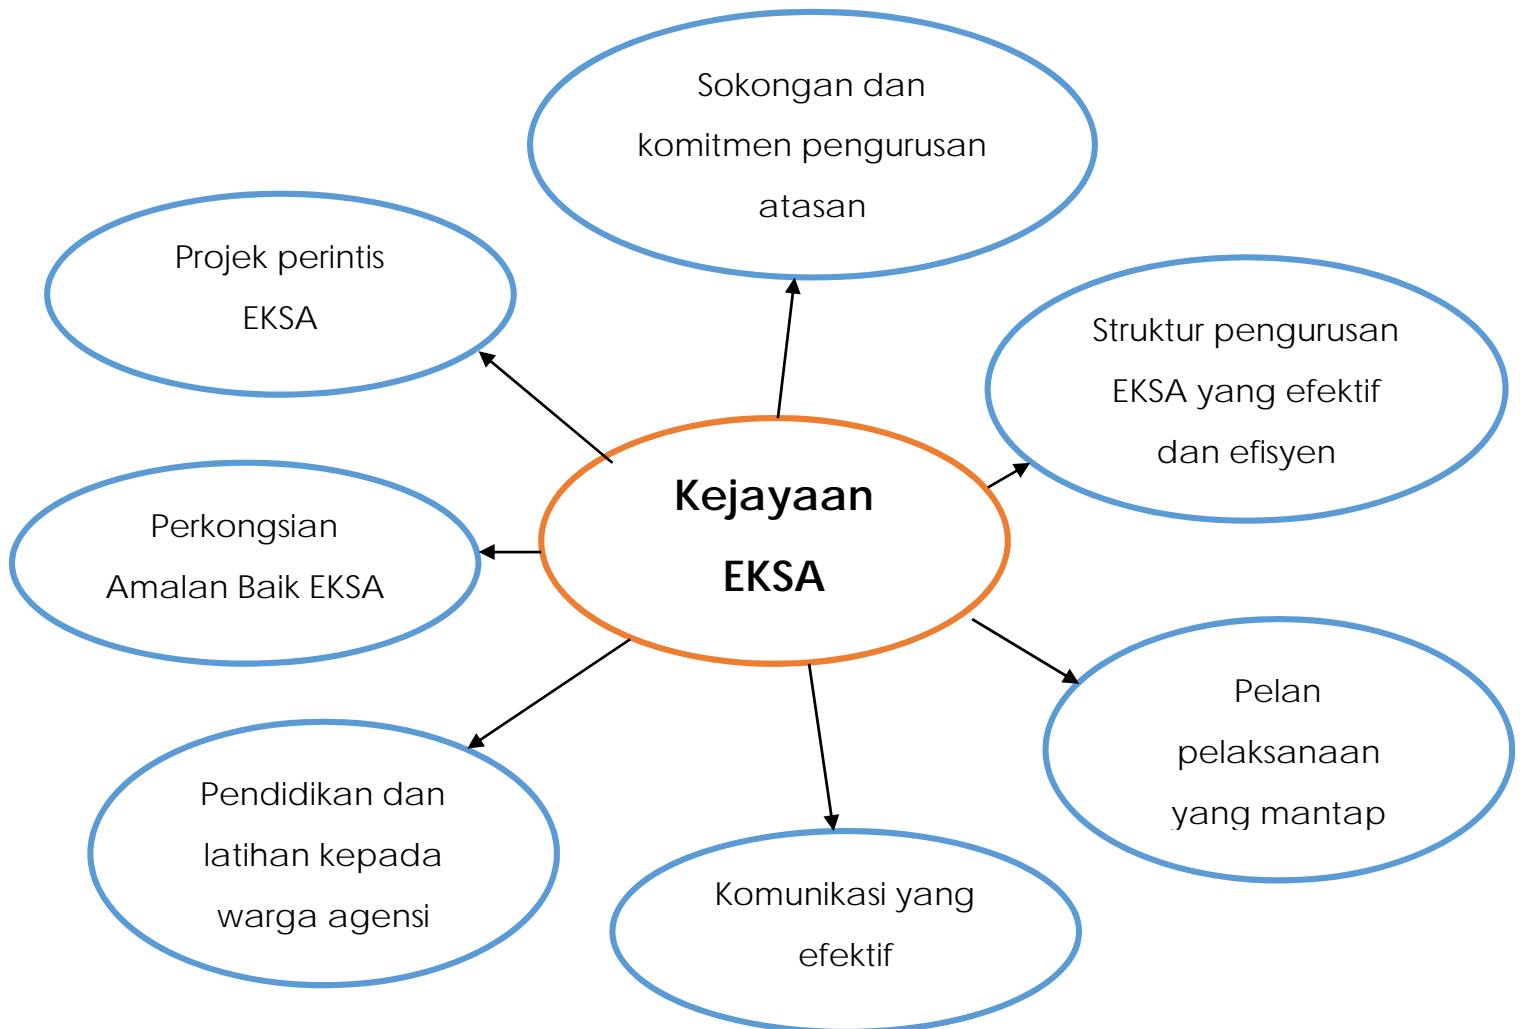 Sokongan dan
komitmen pengurusan
atasan
Projek perintis
EKSA
Struktur pengurusan
EKSA yang efektif
dan efisyen
Kejayaan
EKSA
Perkongsian
Amalan Baik EKSA
Pelan
pelaksanaan
yang mantap
Pendidikan dan
latihan kepada
warga agensi
Komunikasi yang
efektif